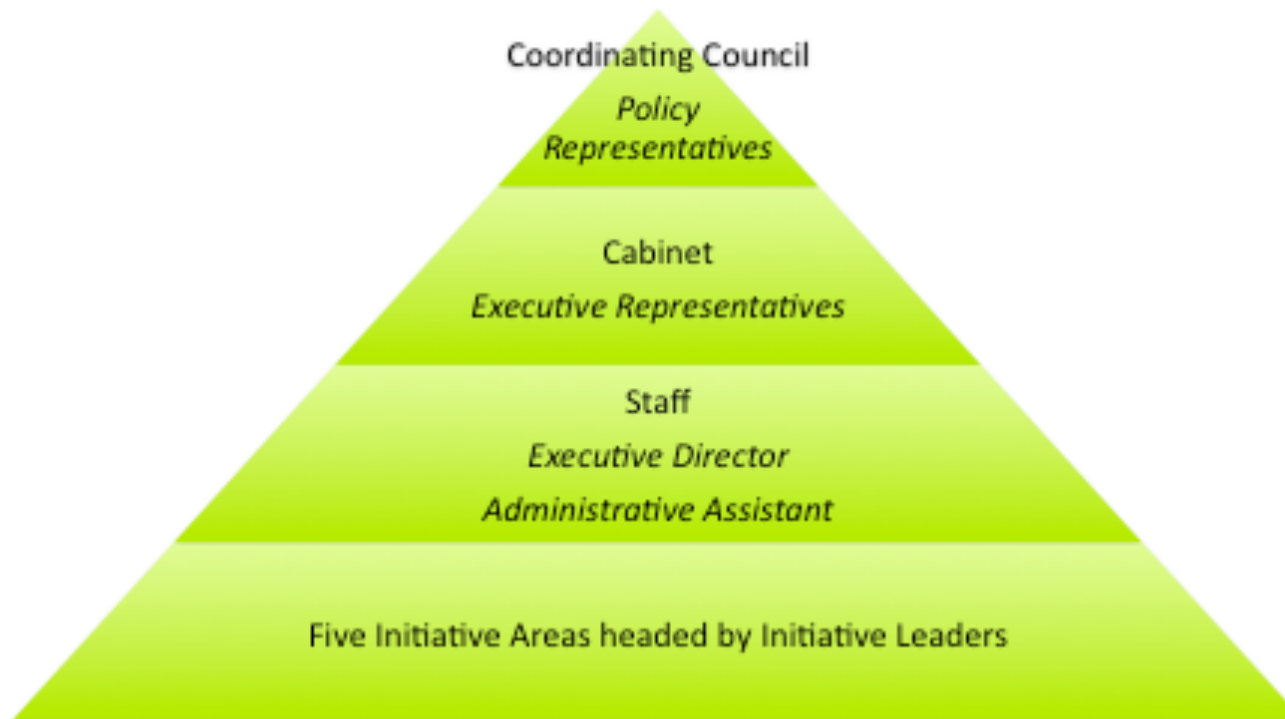 Coordinating Council
Policy
Representatives
Cabinet
Executive Representatives
Staff
Executive Director
Administrative Assistant
Five Initiative Areas headed by Initiative Leaders